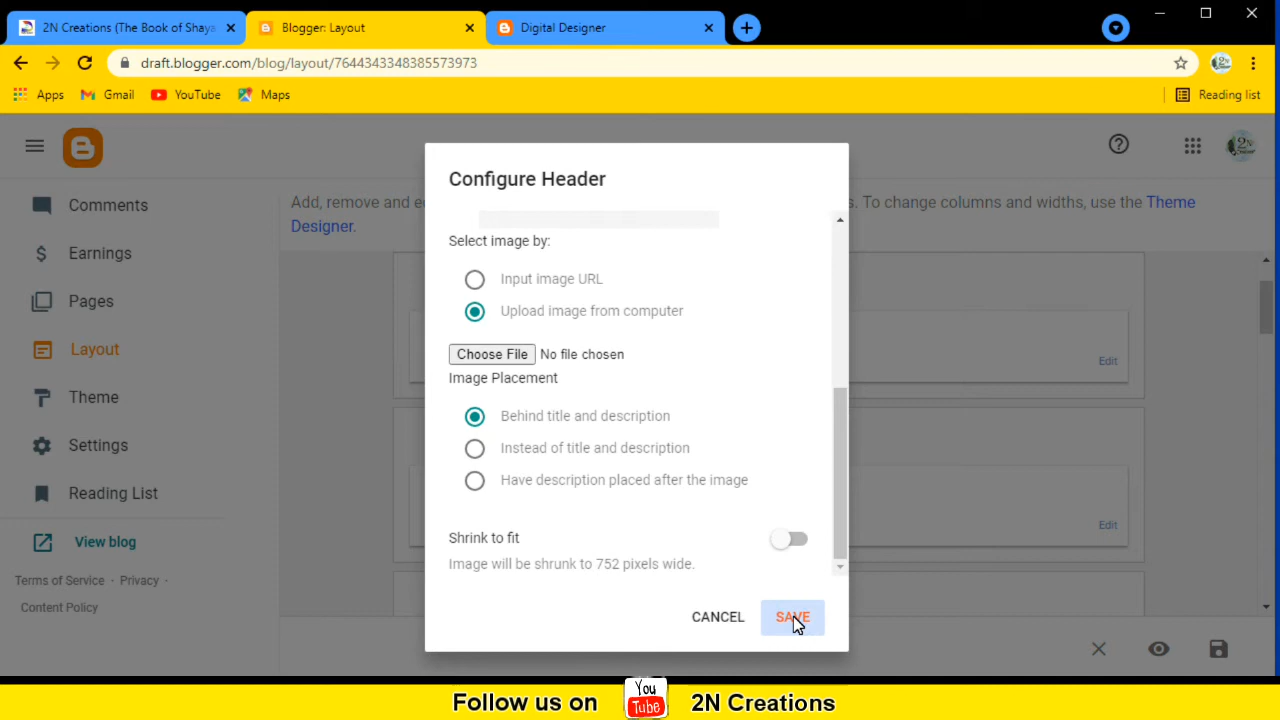 2N Creations (The Book of Shaya
Blogger: Layout
Digital Designer
draft.blogger.com/blog/layout/7644343348385573973
Apps
Gmail
YouTube
Maps
Reading list
Comments
Earnings
Pages
Layout
Theme
Settings
Reading List
View blog
Terms of Service · Privacy ·
Content Policy
Add, remove and e
s. To change columns and widths, use the Theme
Designer.
Edit
Edit
Configure Header
Select image by:
Input image URL
Upload image from computer
Choose File No file chosen
Image Placement
Behind title and description
Instead of title and description
Have description placed after the image
Shrink to fit
Image will be shrunk to 752 pixels wide.
CANCEL
SAVE
Follow us on You Tube 2N Creations